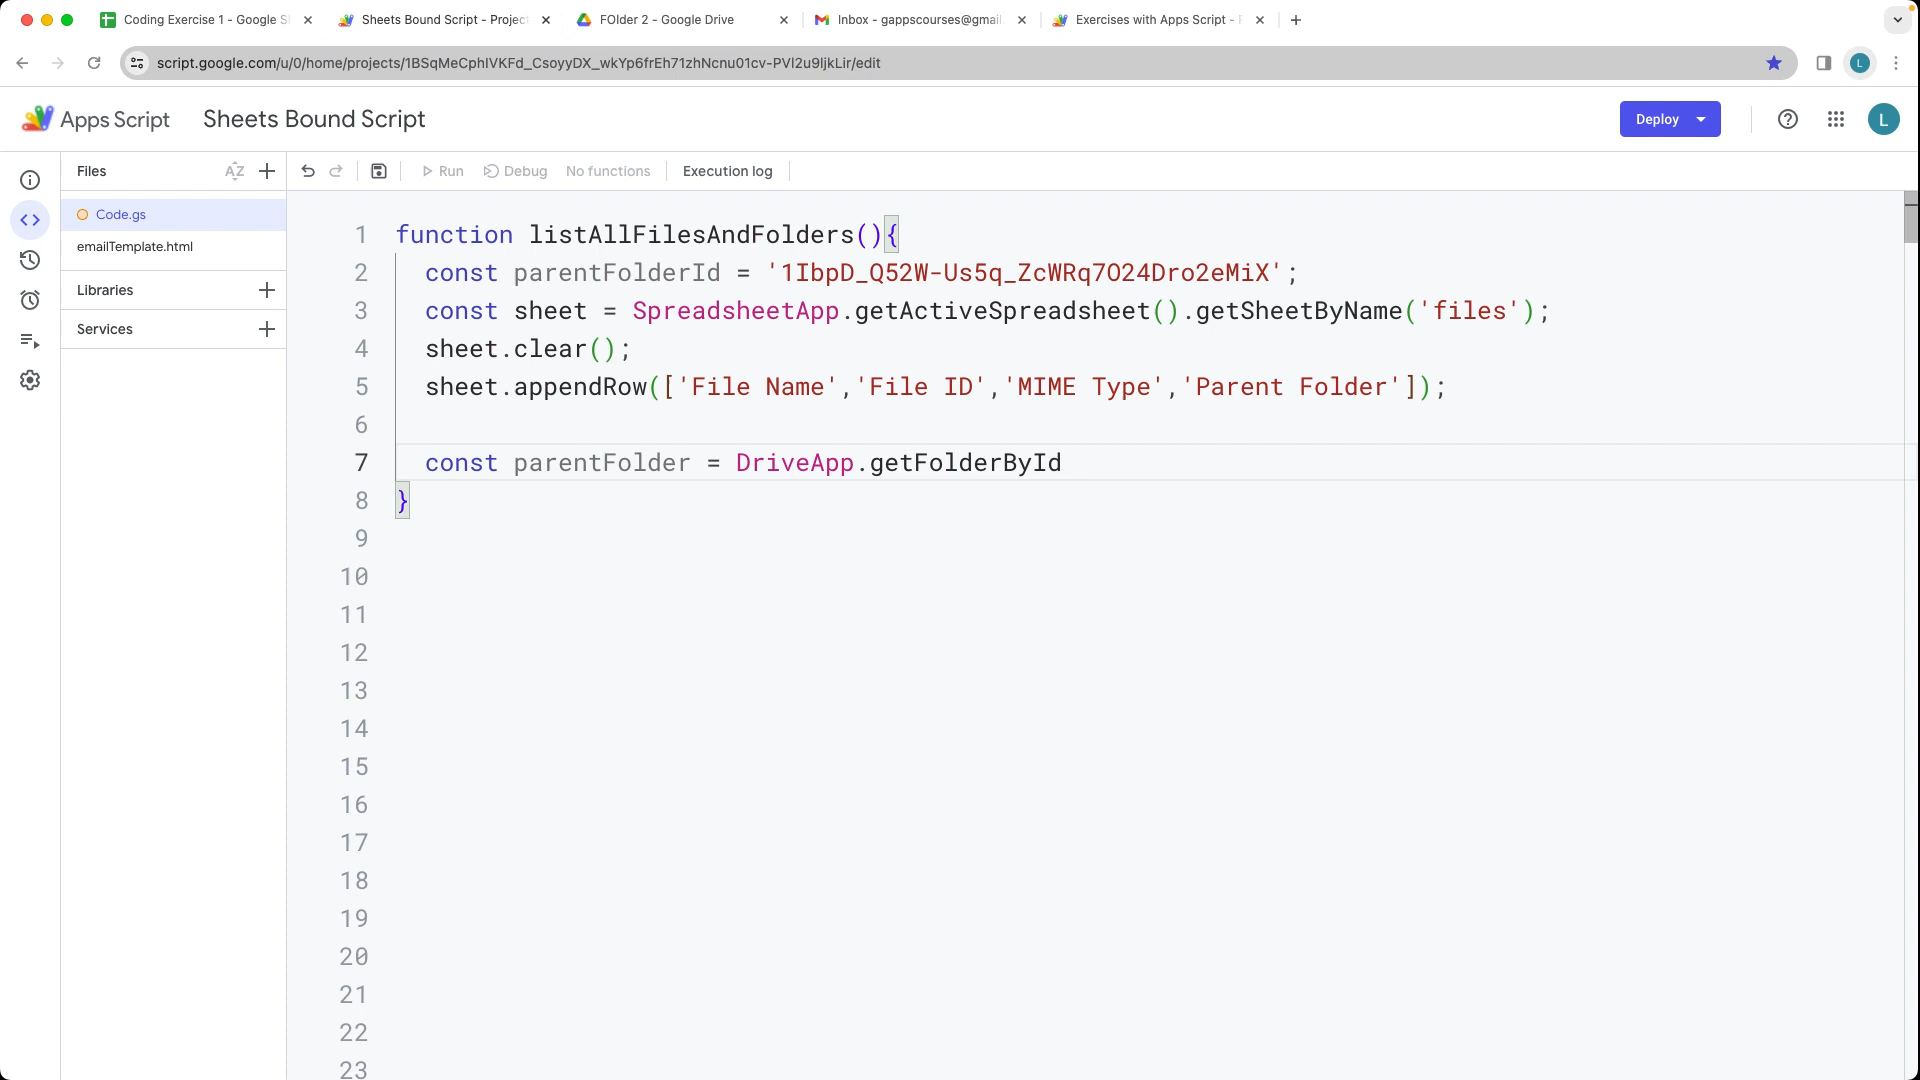 Coding Exercise 1 - Google S
Sheets Bound Script - Projec
FOlder 2 - Google Drive
Inbox - gappscourses@gmail.
Exercises with Apps Script -
script.google.com/u/0/home/projects/1BSqMeCphIVKFd_CsoyyDX_wkYp6frEh71zhNcnu01cv-PVI2u9ljkLir/edit
L
Apps Script
Sheets Bound Script
Deploy
L
Files
AZ
Run
Debug
No functions
Execution log
Code.gs
emailTemplate.html
Libraries
Services
1 function listAllFilesAndFolders(){
2 const parentFolderId = '1IbpD_Q52W-Us5q_ZcWRq7O24Dro2eMiX';
3 const sheet = SpreadsheetApp.getActiveSpreadsheet().getSheetByName('files');
4 sheet.clear();
5 sheet.appendRow(['File Name','File ID','MIME Type','Parent Folder']);
6
7 const parentFolder = DriveApp.getFolderById
8 }
9
10
11
12
13
14
15
16
17
18
19
20
21
22
23